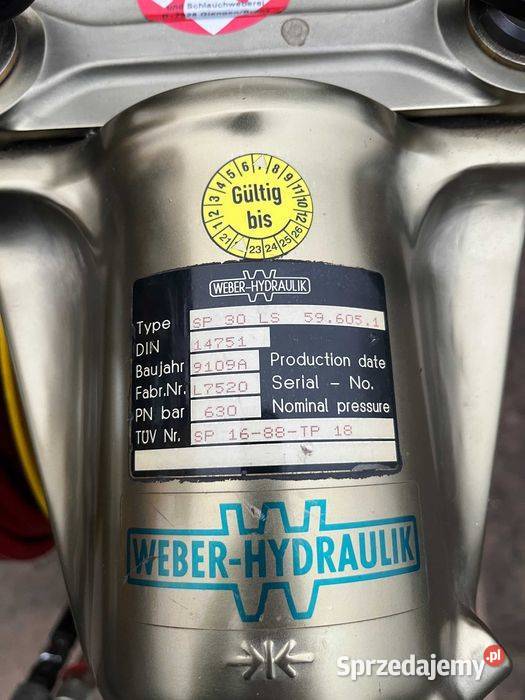 und Schlauchweberei
Gültig
bis
1 2 3 4 5 6 8 9 10 11 12
21 23 24 25 26
WEBER-HYDRAULIK
Type SP 30 LS 59.605.1
DIN 14751
Baujahr 9109A Production date
Fabr.Nr. L7520 Serial - No.
PN bar 630 Nominal pressure
TÜV Nr. SP 16-88-TP 18
WEBER-HYDRAULIK
Sprzedajemy.pl